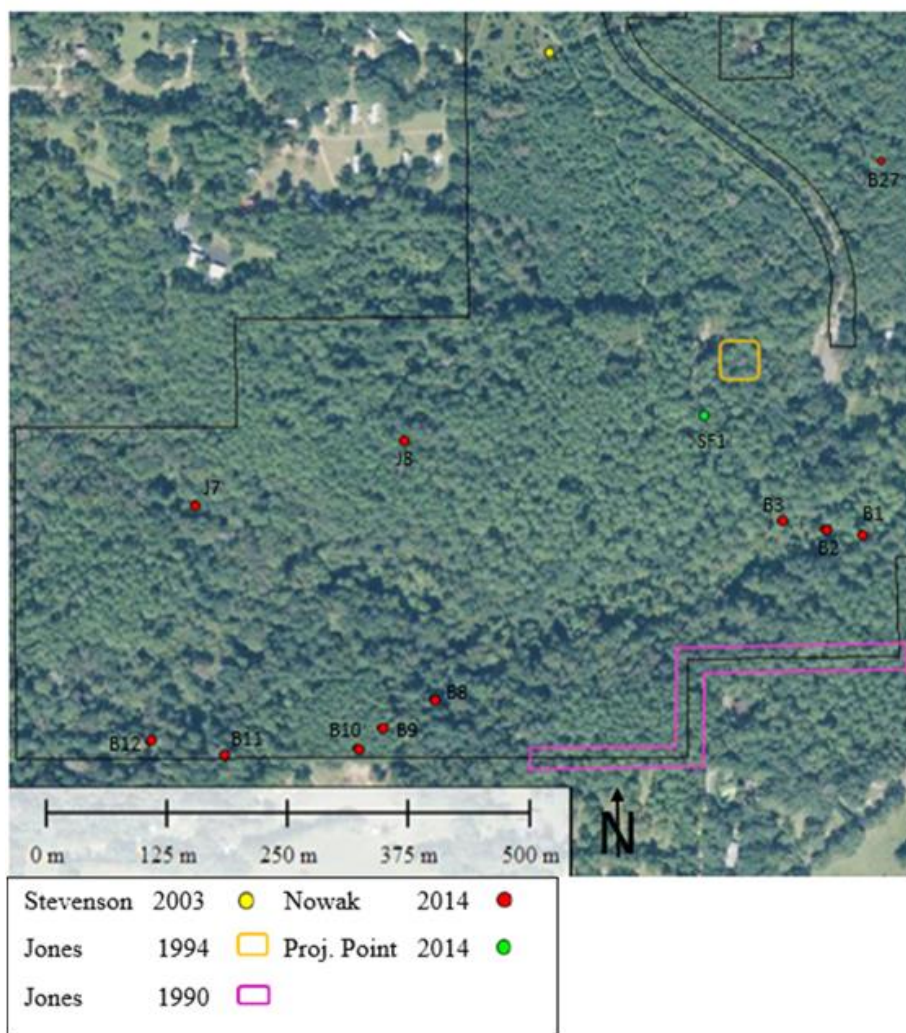 B27
SF1
JB
J7
B3
B2
B1
B8
B9
B10
B11
B12
N
0 m 125 m 250 m 375 m 500 m
Stevenson 2003 Nowak 2014
Jones 1994 Proj. Point 2014
Jones 1990